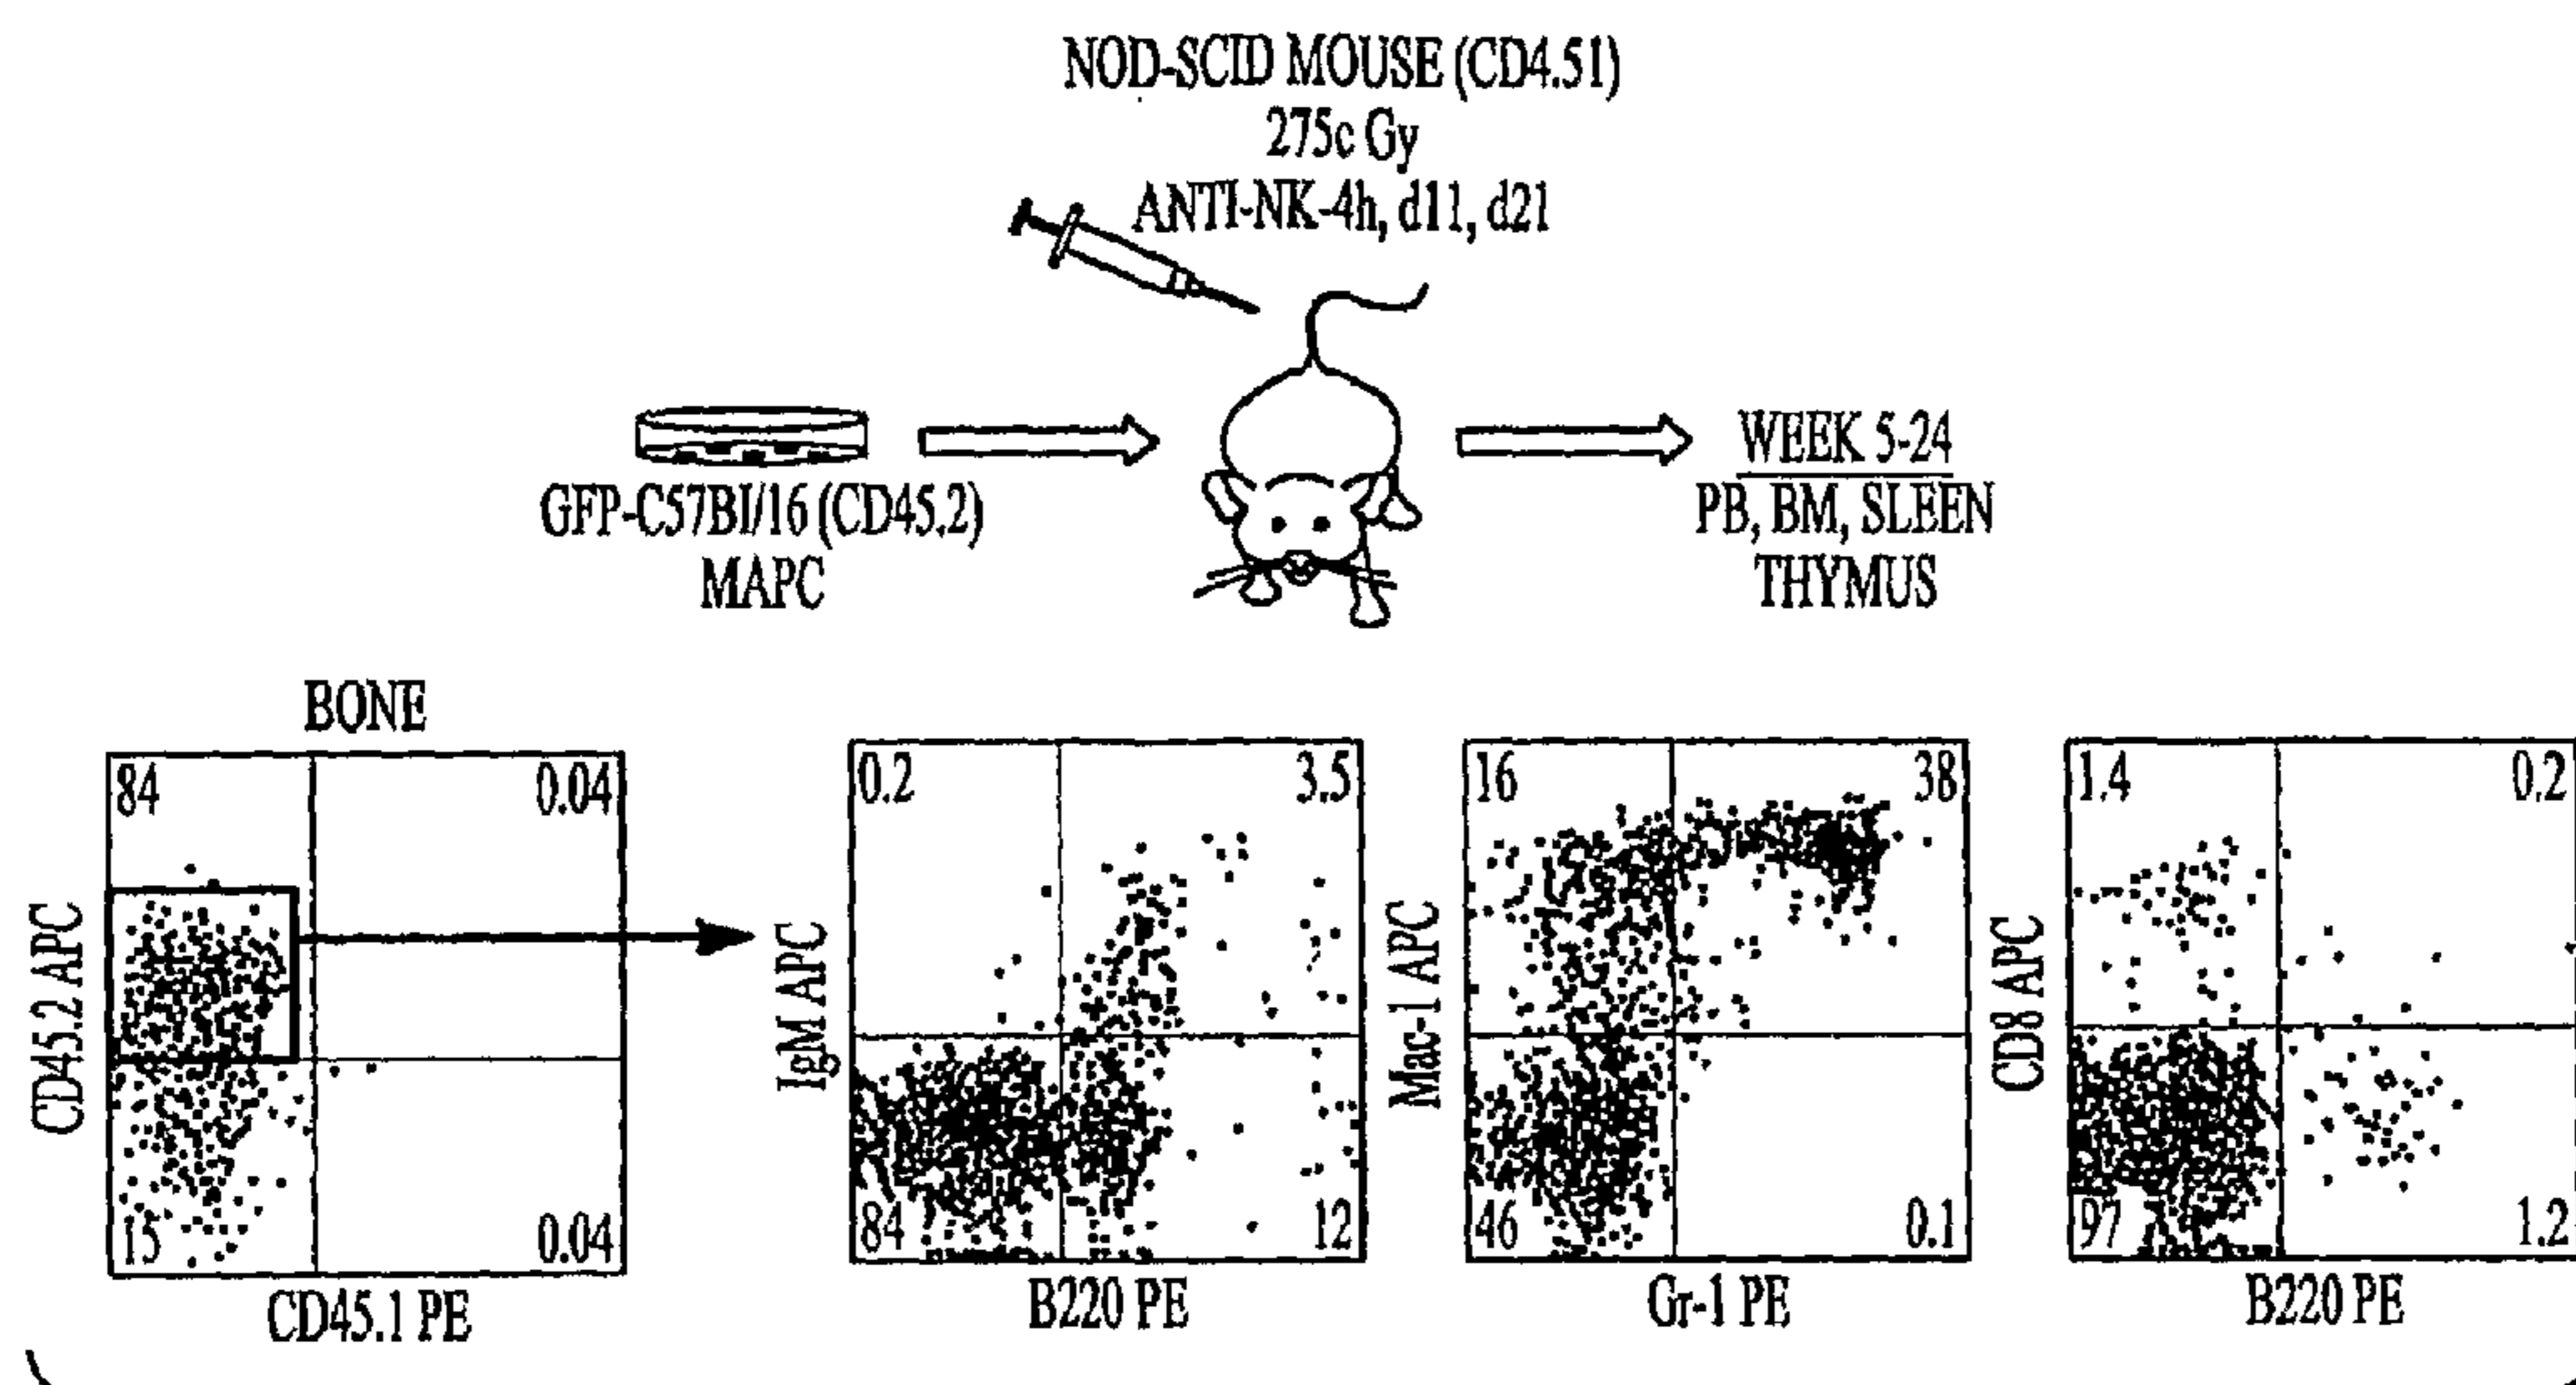 NOD-SCID MOUSE (CD4.51)
275c Gy
ANTI-NK-4h, d11, d21
GFP-C57BI/16 (CD45.2)
MAPC
WEEK 5-24
PB, BM, SLEEN
THYMUS
BONE
84
0.04
15
0.04
CD45.2 APC
CD45.1 PE
0.2
3.5
84
12
IgM APC
B220 PE
16
38
46
0.1
Mac-1 APC
Gr-1 PE
1.4
0.2
97
1.2
CD8 APC
B220 PE